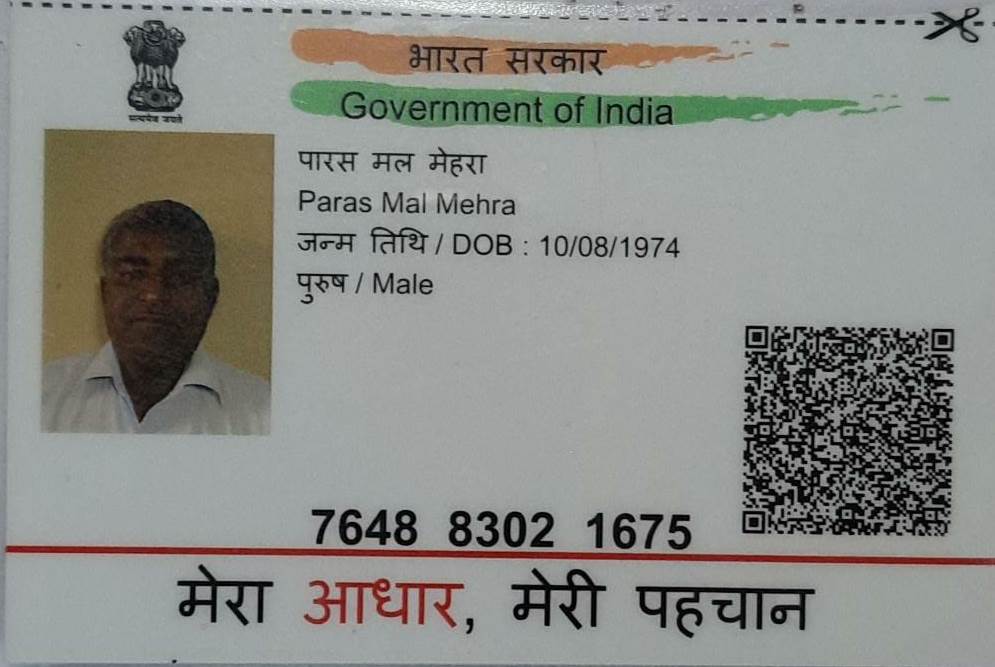 भारत सरकार
Government of India
सत्यमेव जयते
पारस मल मेहरा
Paras Mal Mehra
जन्म तिथि / DOB : 10/08/1974
पुरुष / Male
7648 8302 1675
मेरा आधार, मेरी पहचान